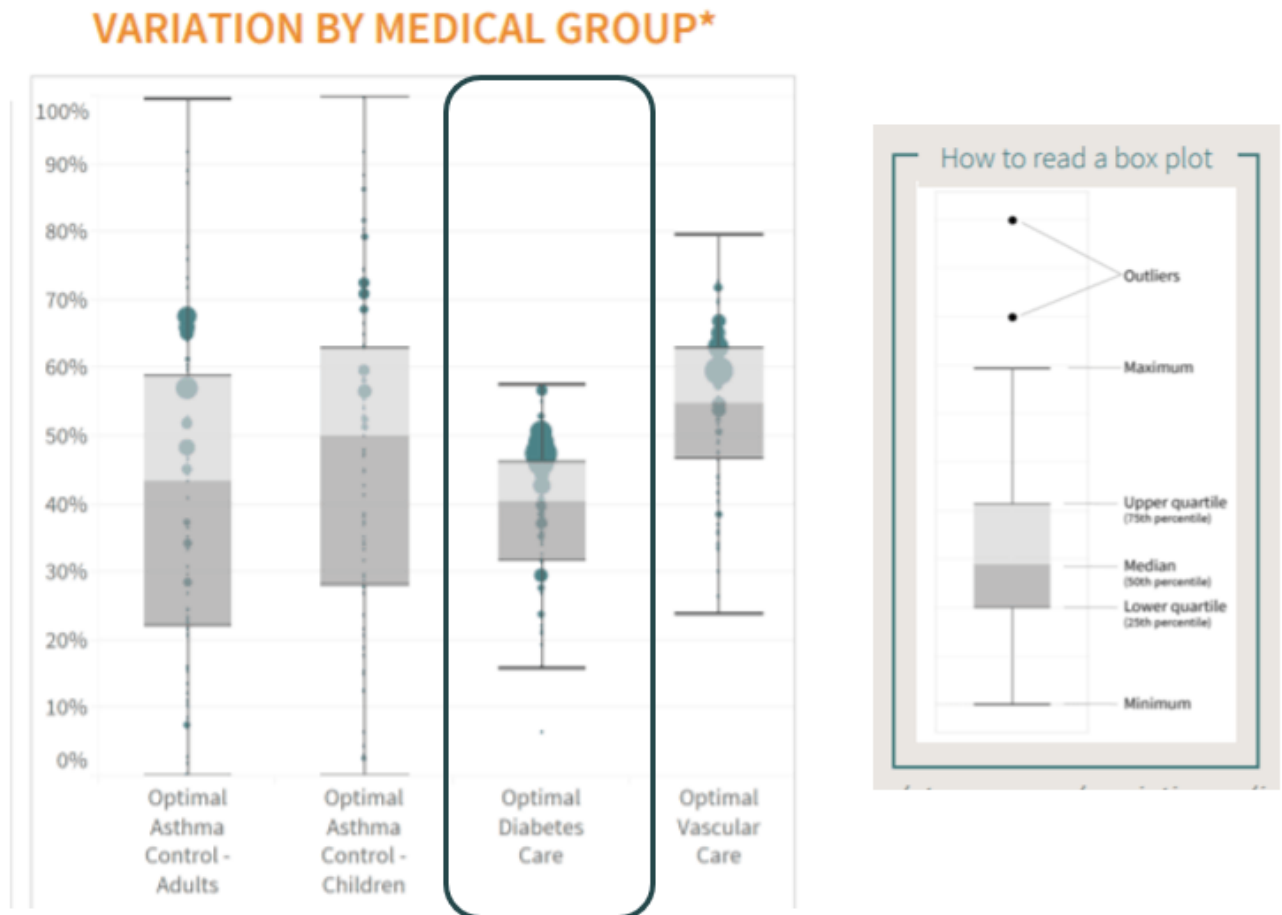 VARIATION BY MEDICAL GROUP*
100%
90%
80%
70%
60%
50%
40%
30%
20%
10%
0%
Optimal
Asthma
Control -
Adults
Optimal
Asthma
Control -
Children
Optimal
Diabetes
Care
Optimal
Vascular
Care
How to read a box plot
Outliers
Maximum
Upper quartile
(75th percentile)
Median
(50th percentile)
Lower quartile
(25th percentile)
Minimum